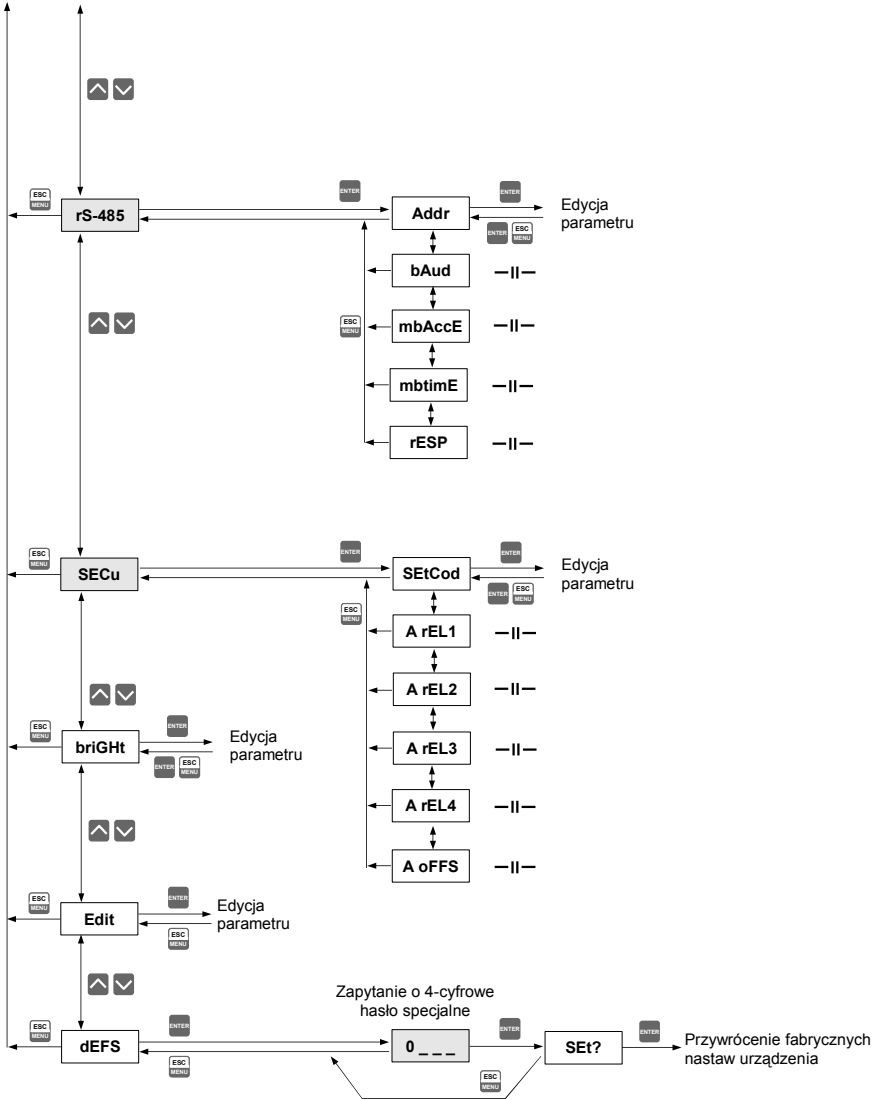 ESC
MENU
ENTER
ENTER
rS-485
Addr
Edycja
parametru
ENTER
ESC
MENU
bAud
—II—
ESC
MENU
mbAccE
—II—
mbtimE
—II—
rESP
—II—
ESC
MENU
ENTER
ENTER
SECu
SEtCod
Edycja
parametru
ENTER
ESC
MENU
ESC
MENU
A rEL1
—II—
A rEL2
—II—
ESC
MENU
ENTER
briGHt
Edycja
parametru
ENTER
ESC
MENU
A rEL3
—II—
A rEL4
—II—
A oFFS
—II—
ESC
MENU
ENTER
Edit
Edycja
parametru
ESC
MENU
Zapytanie o 4-cyfrowe
hasło specjalne
ESC
MENU
ENTER
ENTER
ENTER
dEFS
0 _ _ _
SEt?
Przywrócenie fabrycznych
nastaw urządzenia
ESC
MENU
ESC
MENU